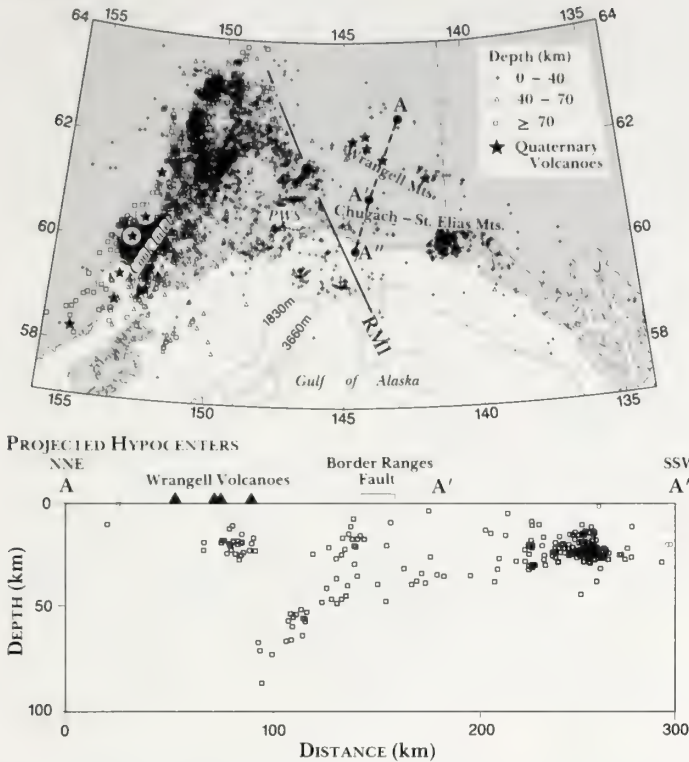 64 155 150 145 140 135 64
Depth (km)
0 – 40
40 – 70
≥ 70
Quaternary
Volcanoes
62 62
A
Wrangell Mts.
A'
Chugach – St. Elias Mts.
60 60
PWS
A"
1830m
3660m
RMI
58 58
Gulf of Alaska
155 150 145 140 135
PROJECTED HYPOCENTERS
NNE Wrangell Volcanoes Border Ranges SSW
A Fault A' A"
0
50
100
DEPTH (km)
0 100 200 300
DISTANCE (km)